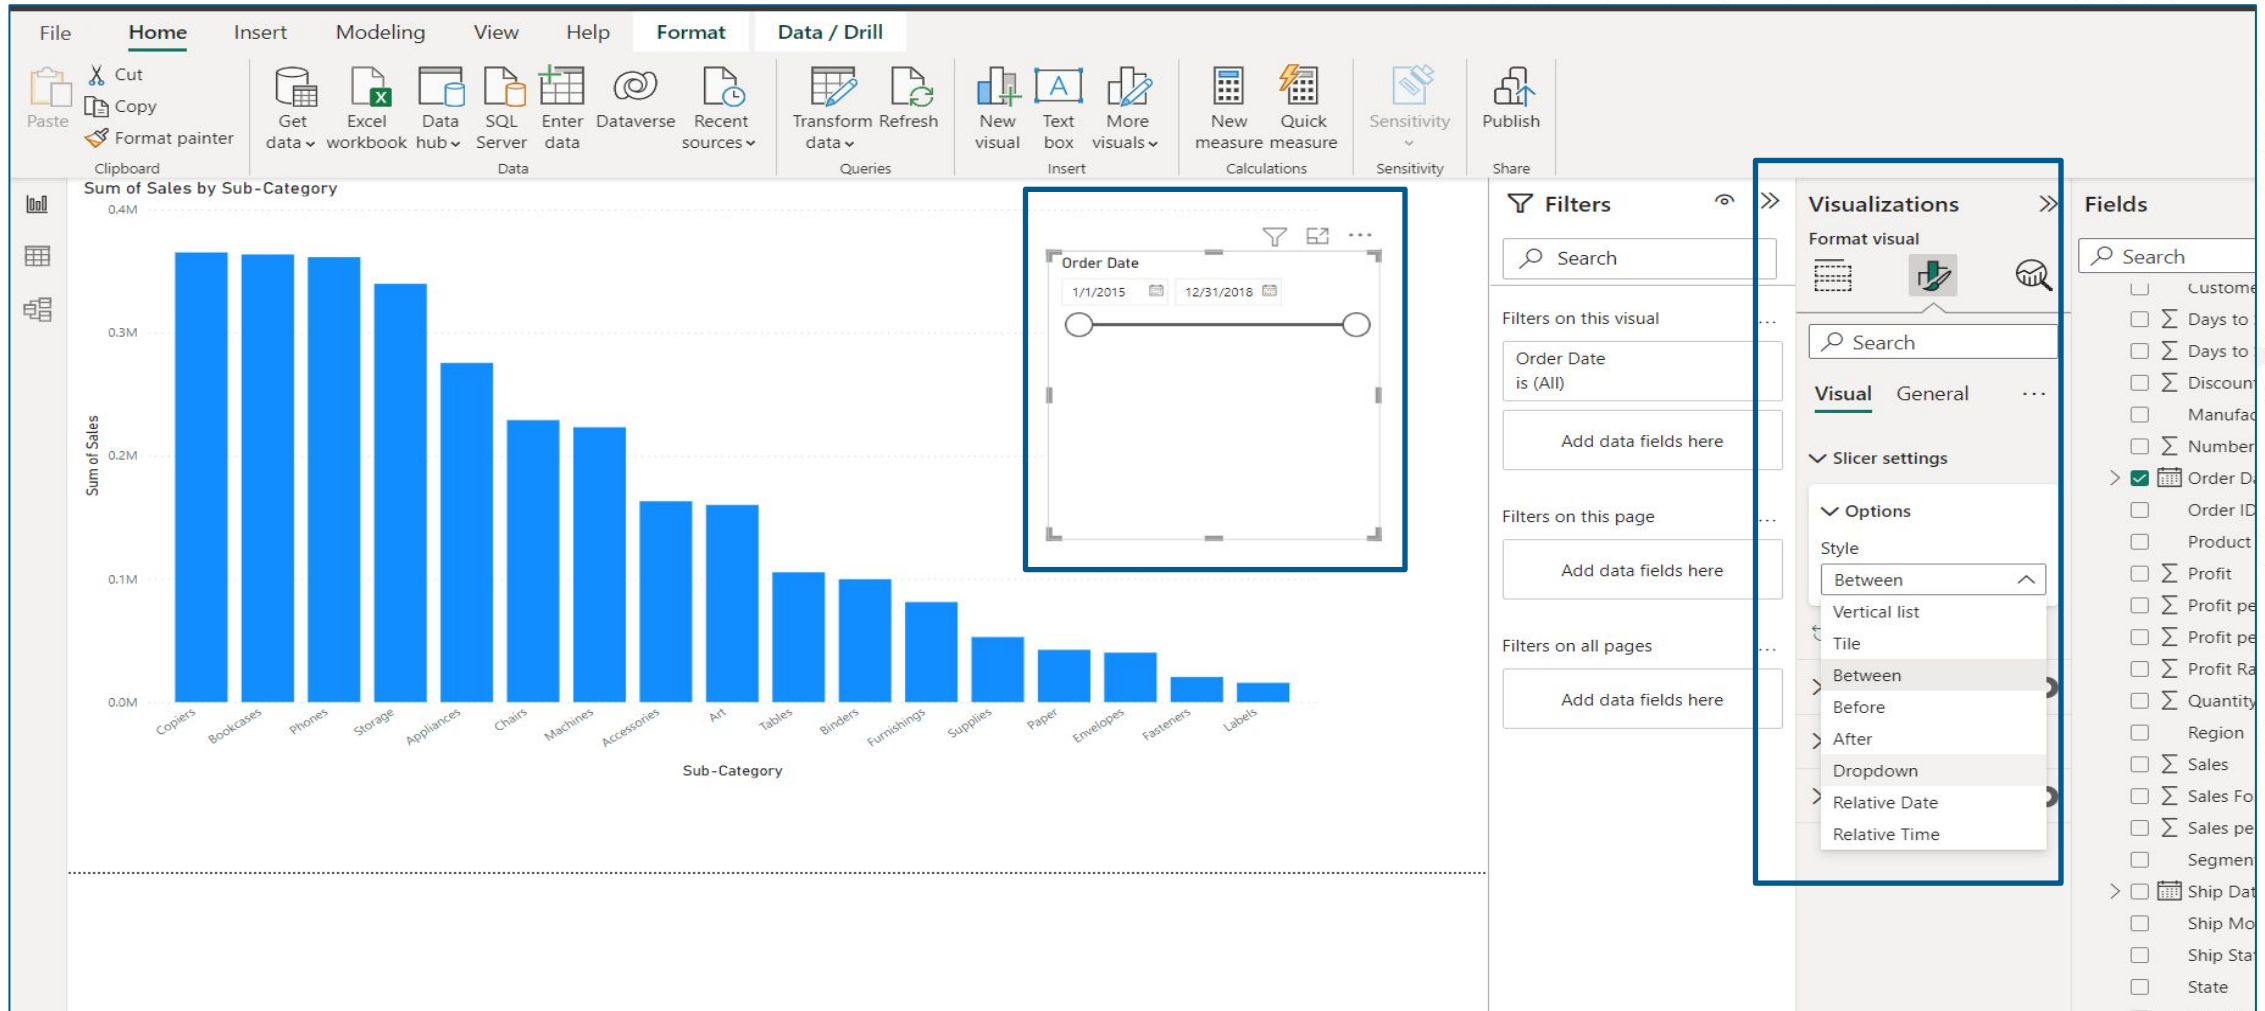 File Home Insert Modeling View Help Format Data / Drill
Paste
Cut
Copy
Format painter
Clipboard
Get data
Excel workbook
Data hub
SQL Server
Enter data
Dataverse
Recent sources
Data
Transform data
Refresh
Queries
New visual
Text box
More visuals
Insert
New measure
Quick measure
Calculations
Sensitivity
Sensitivity
Publish
Share
Sum of Sales by Sub-Category
0.4M
0.3M
0.2M
0.1M
0.0M
Sum of Sales
Copiers Bookcases Phones Storage Appliances Chairs Machines Accessories Art Tables Binders Furnishings Supplies Paper Envelopes Fasteners Labels
Sub-Category
Order Date
1/1/2015 12/31/2018
Filters
Search
Filters on this visual ...
Order Date
is (All)
Add data fields here
Filters on this page ...
Add data fields here
Filters on all pages ...
Add data fields here
Visualizations
Format visual
Search
Visual General ...
Slicer settings
Options
Style
Between
Vertical list
Tile
Between
Before
After
Dropdown
Relative Date
Relative Time
Fields
Search
Custome
Days to
Days to
Discoun
Manufac
Number
Order Da
Order ID
Product
Profit
Profit pe
Profit pe
Profit Ra
Quantity
Region
Sales
Sales Fo
Sales pe
Segmen
Ship Dat
Ship Mo
Ship Sta
State